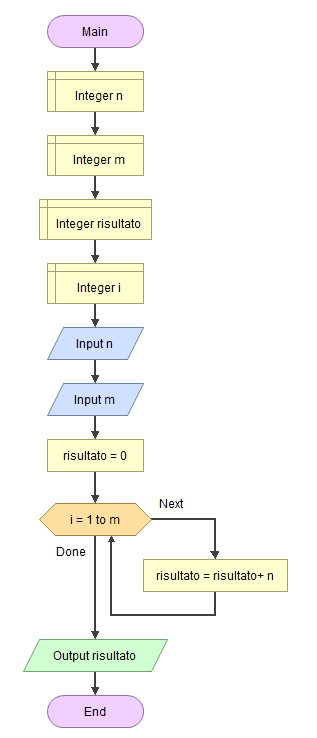 Main
Integer n
Integer m
Integer risultato
Integer i
Input n
Input m
risultato = 0
i = 1 to m
Next
Done
risultato = risultato+ n
Output risultato
End